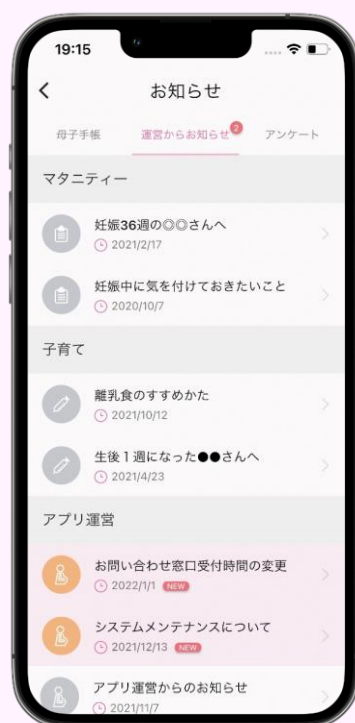 19:15
お知らせ
母子手帳
運営からお知らせ
2
アンケート
マタニティー
妊娠36週の◎◎さんへ
2021/2/17
妊娠中に気を付けておきたいこと
2020/10/7
子育て
離乳食のすすめかた
2021/10/12
生後1週になった●●さんへ
2021/4/23
アプリ運営
お問い合わせ窓口受付時間の変更
2022/1/1 NEW
システムメンテナンスについて
2021/12/13 NEW
アプリ運営からのお知らせ
2021/11/7